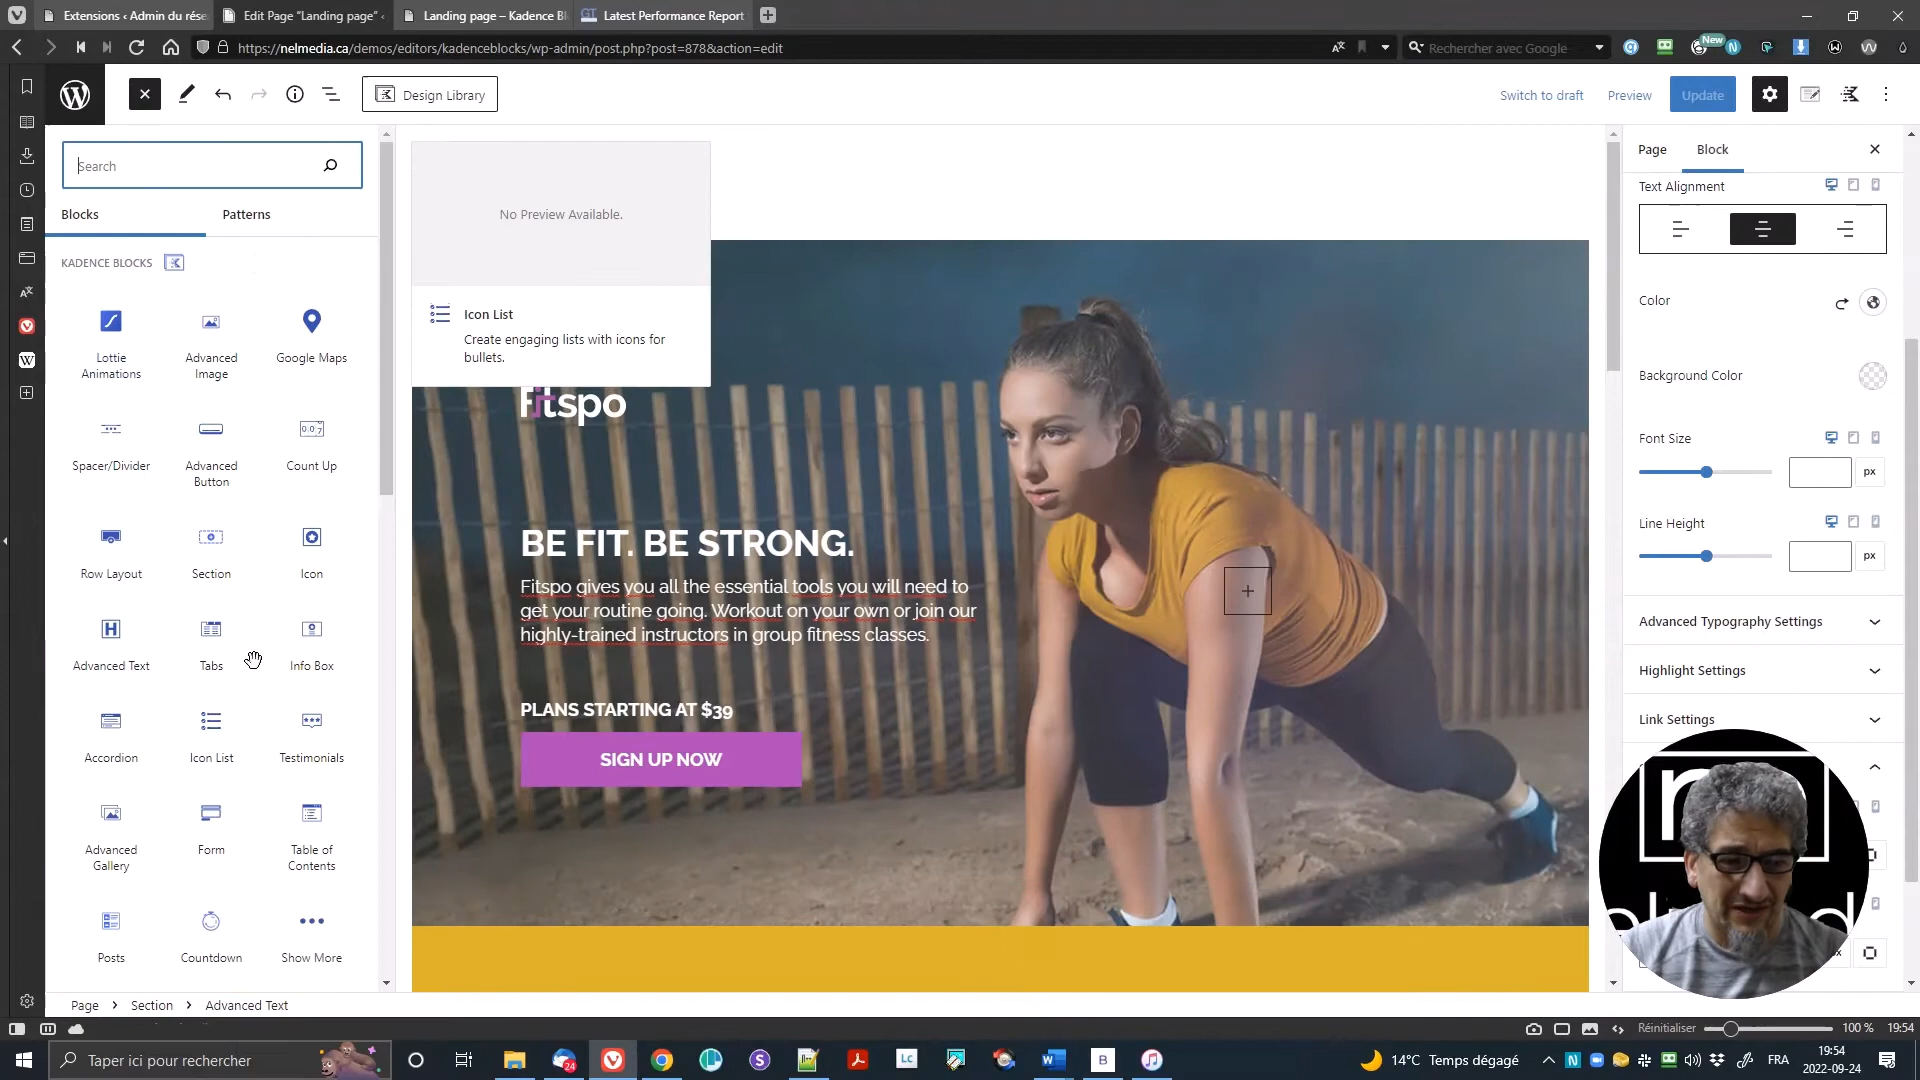 Extensions ‹ Admin du rése
Edit Page “Landing page” ‹
Landing page – Kadence Bl
Latest Performance Report
https://nelmedia.ca/demos/editors/kadenceblocks/wp-admin/post.php?post=878&action=edit
Rechercher avec Google
New
Design Library
Switch to draft
Preview
Update
Search
Blocks
Patterns
KADENCE BLOCKS
Lottie
Animations
Advanced
Image
Google Maps
Spacer/Divider
Advanced
Button
Count Up
Row Layout
Section
Icon
Advanced Text
Tabs
Info Box
Accordion
Icon List
Testimonials
Advanced
Gallery
Form
Table of
Contents
Posts
Countdown
Show More
No Preview Available.
Icon List
Create engaging lists with icons for
bullets.
Fitspo
BE FIT. BE STRONG.
Fitspo gives you all the essential tools you will need to
get your routine going. Workout on your own or join our
highly-trained instructors in group fitness classes.
PLANS STARTING AT $39
SIGN UP NOW
Page
Block
Text Alignment
Color
Background Color
Font Size
px
Line Height
px
Advanced Typography Settings
Highlight Settings
Link Settings
Page
Section
Advanced Text
Réinitialiser
100 %
19:54
Taper ici pour rechercher
24
14°C Temps dégagé
FRA
19:54
2022-09-24